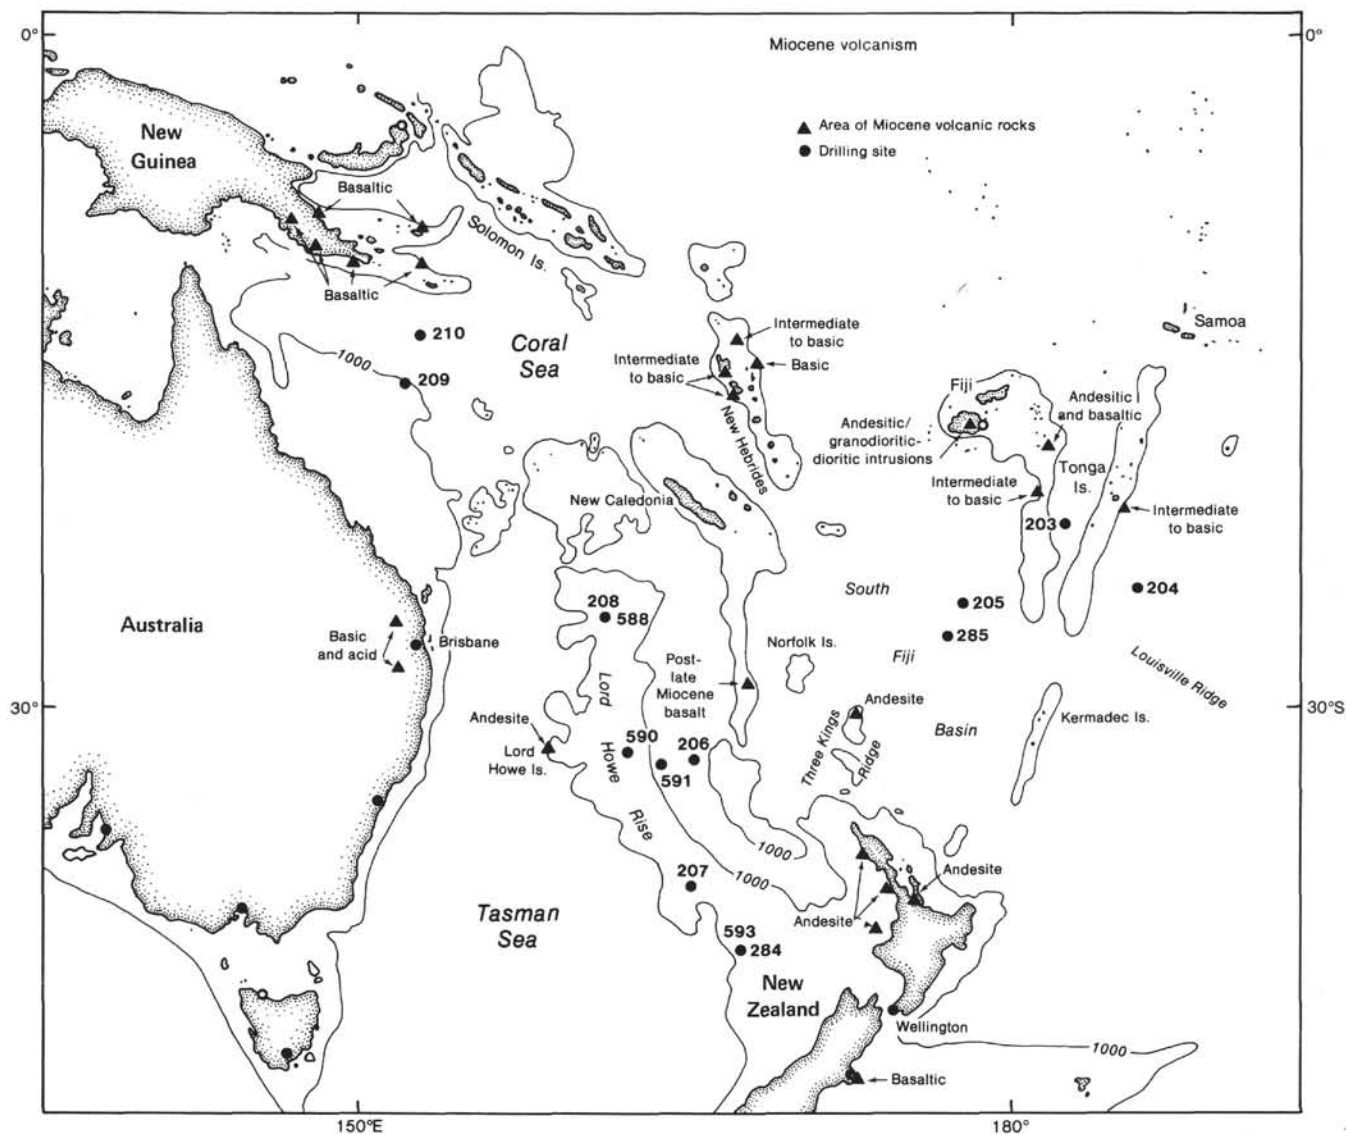 0°
0°
Miocene volcanism
Area of Miocene volcanic rocks
Drilling site
New
Guinea
Basaltic
Solomon Is.
Basaltic
210
Coral
Sea
1000
209
Intermediate
to basic
Basic
Intermediate
to basic
New Hebrides
Samoa
Fiji
Andesitic
and basaltic
Andesitic/
granodioritic-
dioritic intrusions
Tonga
Is.
Intermediate
to basic
Intermediate
to basic
203
New Caledonia
204
205
285
South
Fiji
Basin
208
588
Australia
Basic
and acid
Brisbane
Norfolk Is.
Post-
late
Miocene
basalt
Louisville Ridge
30°
30°S
Andesite
Kermadec Is.
Three Kings
Ridge
Andesite
Lord
Howe Is.
Lord
Howe
Rise
590
206
591
1000
1000
207
Andesite
Andesite
Tasman
Sea
593
284
New
Zealand
Wellington
1000
Basaltic
150°E
180°